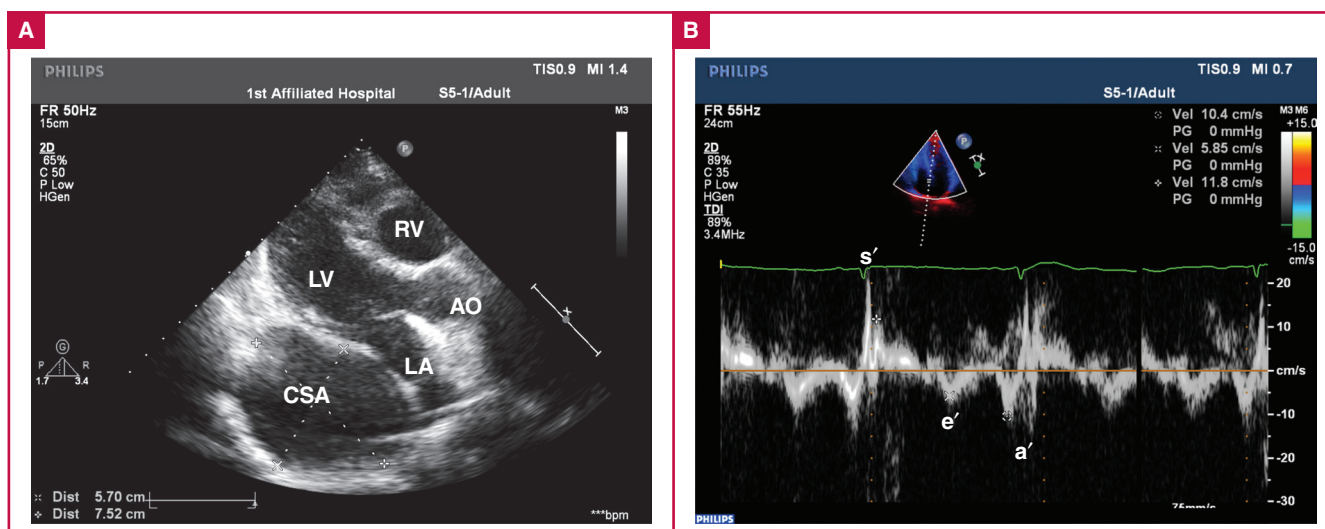 A
PHILIPS
TIS0.9 MI 1.4
1st Affiliated Hospital S5-1/Adult
FR 50Hz
15cm
M3
2D
65%
C 50
P Low
HGen
P
RV
LV
AO
LA
CSA
G
P R
1.7 3.4
Dist 5.70 cm
Dist 7.52 cm
***bpm
B
PHILIPS
TIS0.9 MI 0.7
S5-1/Adult
FR 55Hz
24cm
2D
89%
C 35
P Low
HGen
TDI
89%
3.4MHz
P
Vel 10.4 cm/s
PG 0 mmHg
Vel 5.85 cm/s
PG 0 mmHg
Vel 11.8 cm/s
PG 0 mmHg
M3 M6
+15.0
-15.0
cm/s
s′
e′
a′
20
10
cm/s
-10
-20
-30
75mm/s
PHILIPS